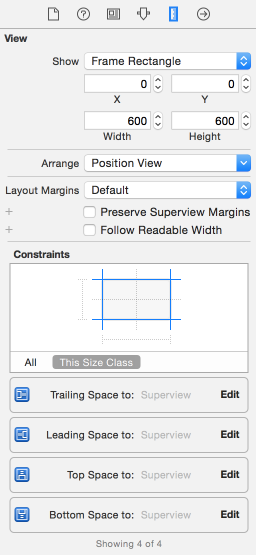 View
Show Frame Rectangle
0 0
X Y
600 600
Width Height
Arrange Position View
Layout Margins Default
+ Preserve Superview Margins
+ Follow Readable Width
Constraints
All This Size Class
Trailing Space to: Superview Edit
Leading Space to: Superview Edit
Top Space to: Superview Edit
Bottom Space to: Superview Edit
Showing 4 of 4